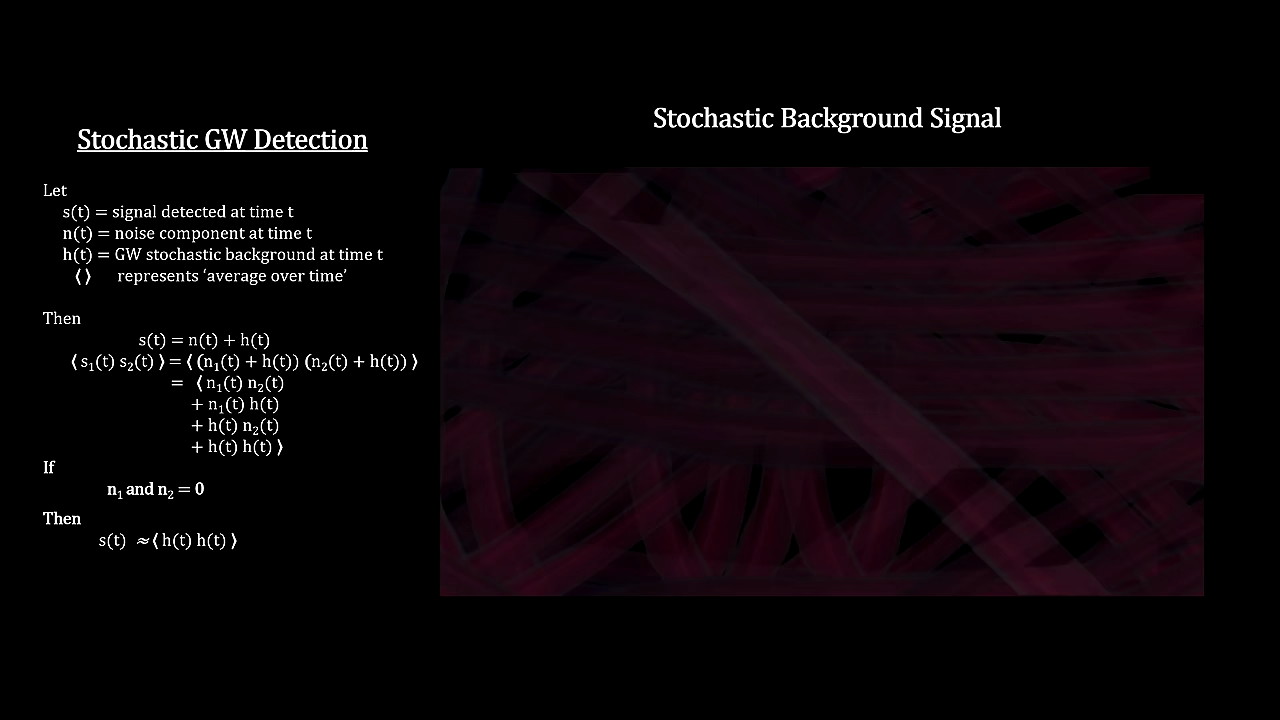 Stochastic GW Detection
Let
s(t) = signal detected at time t
n(t) = noise component at time t
h(t) = GW stochastic background at time t
⟨⟩ represents ‘average over time’
Then
s(t) = n(t) + h(t)
⟨ s₁(t) s₂(t) ⟩ = ⟨ (n₁(t) + h(t)) (n₂(t) + h(t)) ⟩
= ⟨ n₁(t) n₂(t)
+ n₁(t) h(t)
+ h(t) n₂(t)
+ h(t) h(t) ⟩
If
n₁ and n₂ = 0
Then
s(t) ≈ ⟨ h(t) h(t) ⟩
Stochastic Background Signal